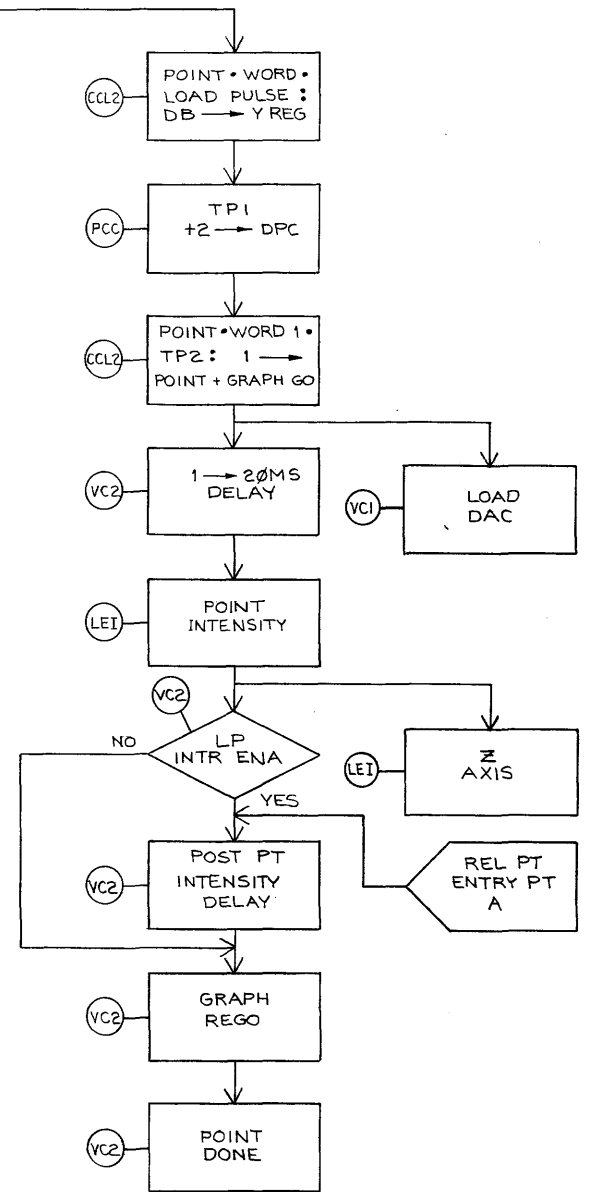 POINT • WORD •
LOAD PULSE :
DB → Y REG
CCL2
TP1
+2 → DPC
PCC
POINT • WORD 1 •
TP2 : 1 →
POINT + GRAPH GO
CCL2
1 → 2ØMS
DELAY
VC2
LOAD
DAC
VC1
POINT
INTENSITY
LEI
VC2
LP
INTR ENA
NO
YES
Z
AXIS
LEI
POST PT
INTENSITY
DELAY
VC2
REL PT
ENTRY PT
A
GRAPH
REGO
VC2
POINT
DONE
VC2